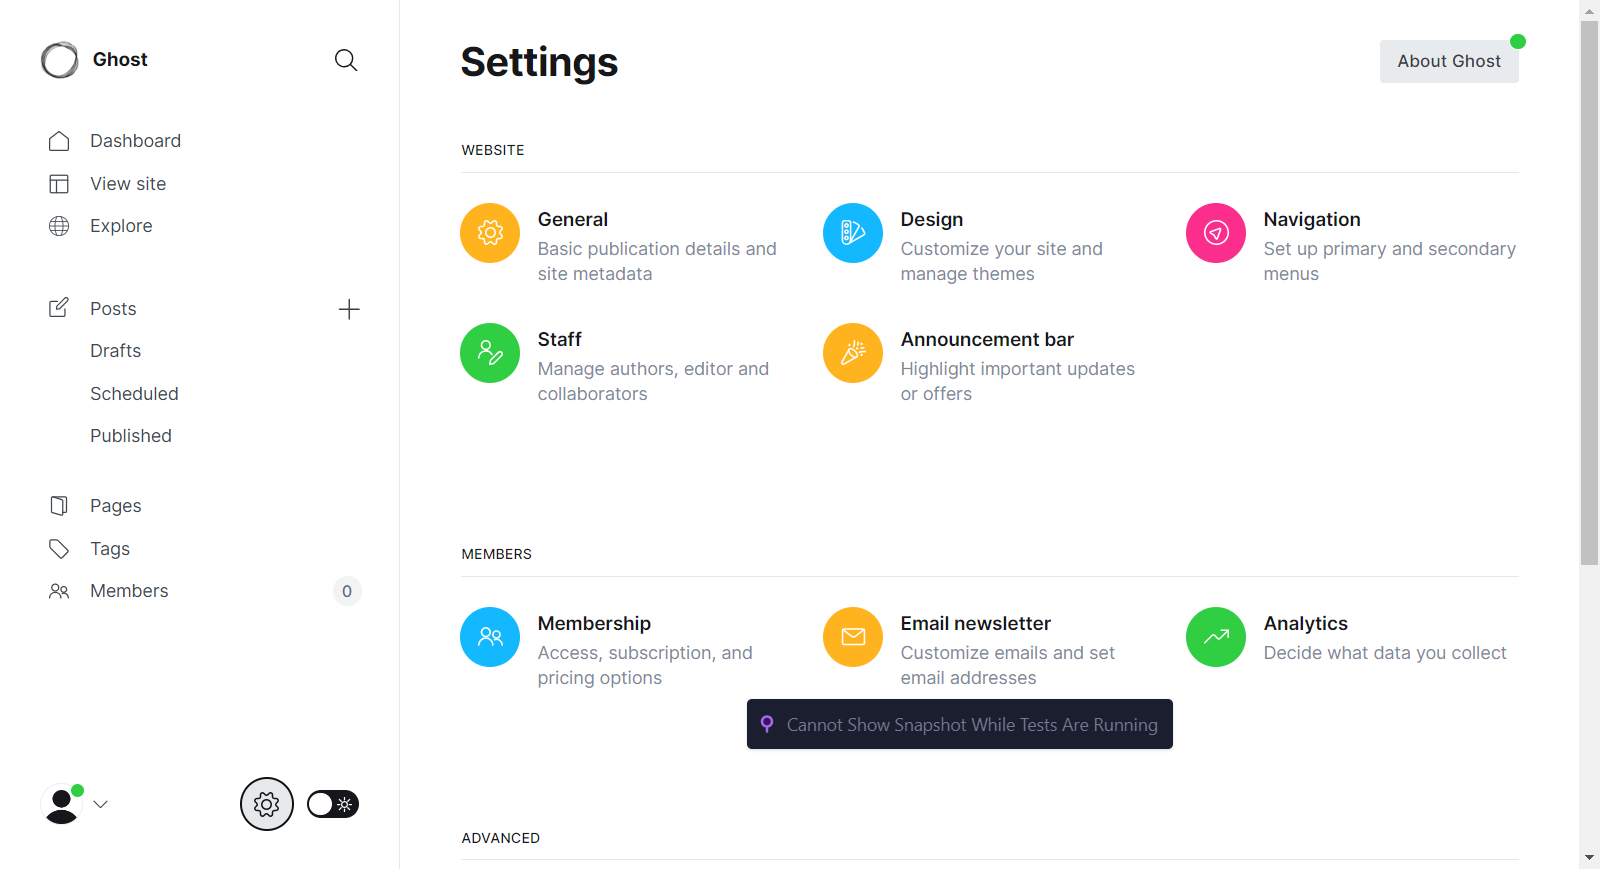 Ghost
Dashboard
View site
Explore
Posts
Drafts
Scheduled
Published
Pages
Tags
Members
0
Settings
About Ghost
WEBSITE
General
Basic publication details and
site metadata
Design
Customize your site and
manage themes
Navigation
Set up primary and secondary
menus
Staff
Manage authors, editor and
collaborators
Announcement bar
Highlight important updates
or offers
MEMBERS
Membership
Access, subscription, and
pricing options
Email newsletter
Customize emails and set
email addresses
Analytics
Decide what data you collect
Cannot Show Snapshot While Tests Are Running
ADVANCED